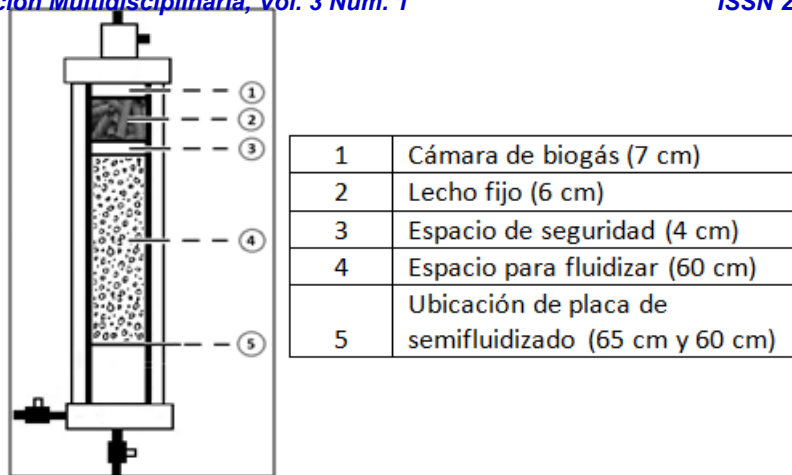 ción Multidisciplinaria, Vol. 3 Núm. 1 ISSN 2
1
2
3
4
5
1 Cámara de biogás (7 cm)
2 Lecho fijo (6 cm)
3 Espacio de seguridad (4 cm)
4 Espacio para fluidizar (60 cm)
Ubicación de placa de
5 semifluidizado (65 cm y 60 cm)